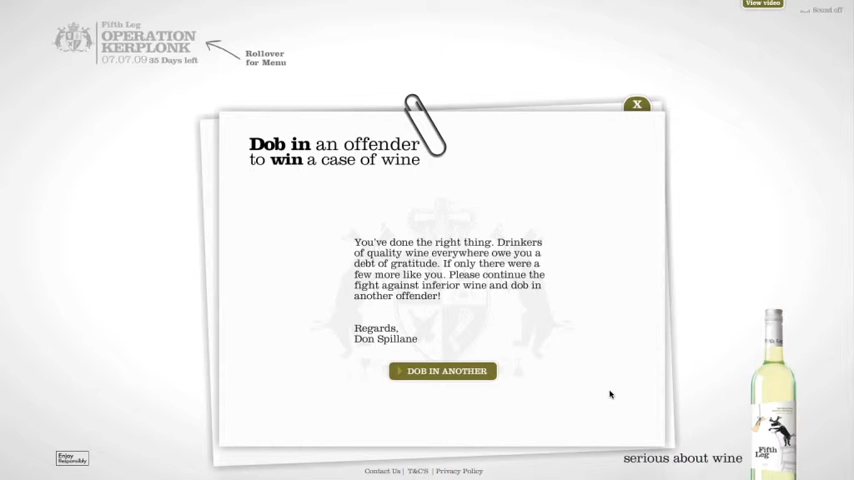 View video
Sound off
Fifth Leg
OPERATION
KERPLONK
07.07.09 35 Days left
Rollover
for Menu
X
Dob in an offender
to win a case of wine
You've done the right thing. Drinkers
of quality wine everywhere owe you a
debt of gratitude. If only there were a
few more like you. Please continue the
fight against inferior wine and dob in
another offender!
Regards,
Don Spillane
DOB IN ANOTHER
Fifth
Leg
serious about wine
Enjoy
Responsibly
Contact Us | T&C'S | Privacy Policy